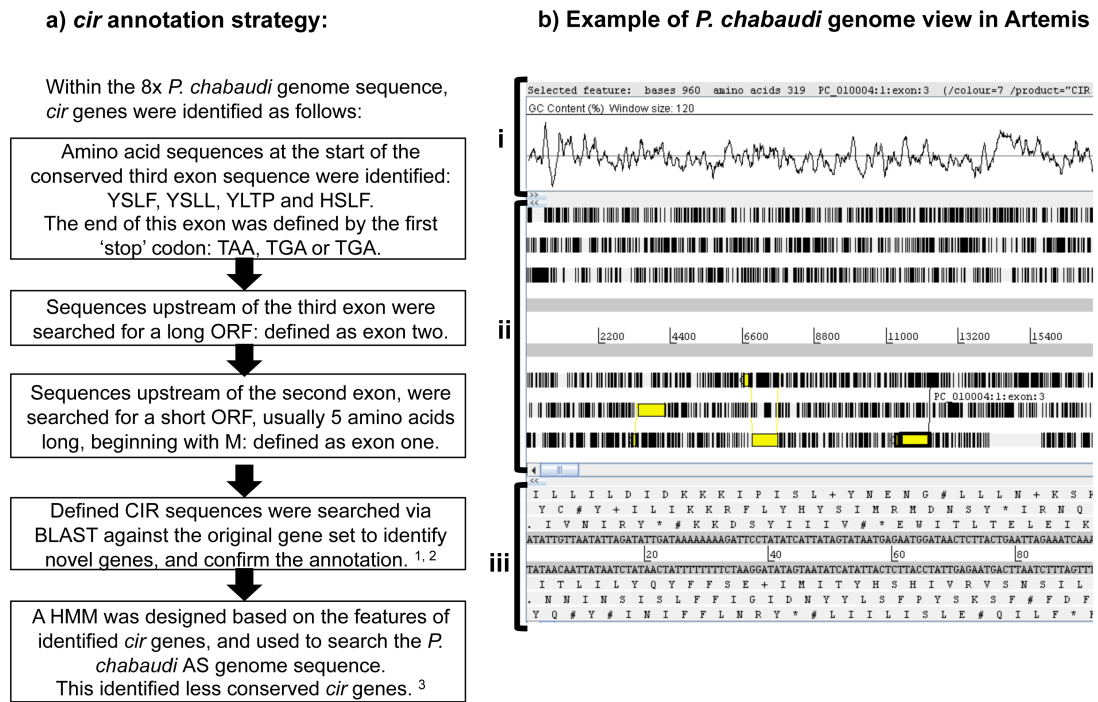 a) cir annotation strategy:
Within the 8x P. chabaudi genome sequence,
cir genes were identified as follows:
Amino acid sequences at the start of the
conserved third exon sequence were identified:
YSLF, YSLL, YLTP and HSLF.
The end of this exon was defined by the first
‘stop’ codon: TAA, TGA or TGA.
Sequences upstream of the third exon were
searched for a long ORF: defined as exon two.
Sequences upstream of the second exon, were
searched for a short ORF, usually 5 amino acids
long, beginning with M: defined as exon one.
Defined CIR sequences were searched via
BLAST against the original gene set to identify
novel genes, and confirm the annotation. 1, 2
A HMM was designed based on the features of
identified cir genes, and used to search the P.
chabaudi AS genome sequence.
This identified less conserved cir genes. 3
b) Example of P. chabaudi genome view in Artemis
i
Selected feature: bases 960 amino acids 319 PC_010004:1:exon:3 (/colour=7 /product="CIR
GC Content (%) Window size: 120
ii
2200 4400 6600 8800 11000 13200 15400
PC_010004:1:exon:3
iii
I L L I L D I D K K K I P I S L + Y N E N G # L L L N + K S K
Y C # Y + I L I K K R F L Y H Y S I M R M D N S Y * I R N Q
. I V N I R Y * # K K D S Y I I I V # * E W I T L T E L E I K
ATATTGTTAATATTAGATATTGATAAAAAAAAGATTCCTATATCATTATAGTATAATGAGAATGGATAACTCTTACTGAATTAGAAATCAAA
20 40 60 80
TATAACAATTATAATCTATAACTATTTTTTTTCTAAGGATATAGTAATATCATATTACTCTTACCTATTGAGAATGACTTAATCTTTAGTTT
I T L I L Y Q Y F F S E + I M I T Y H S H I V R V S N S I L
. N N I N S I S L F F I G I D N Y Y L S F P Y S K S F # F D F
Y Q # Y # I N I F F L N R Y * # L I I L I S L E # Q I L F *